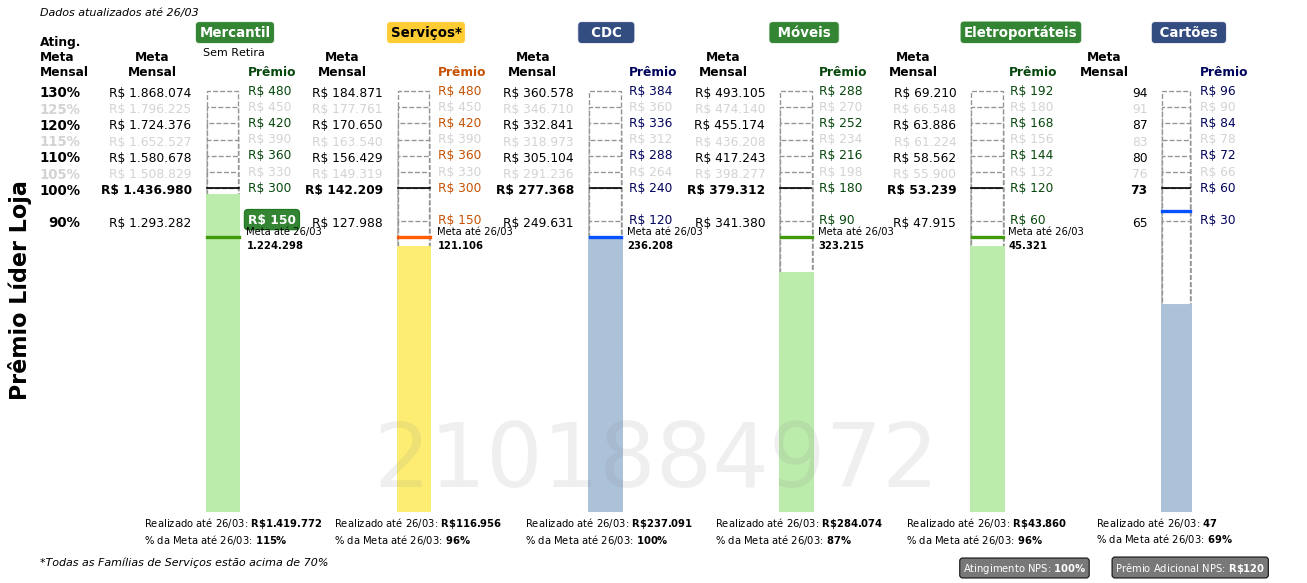 Dados atualizados até 26/03
Mercantil Serviços* CDC Móveis Eletroportáteis Cartões
Sem Retira
Ating. Meta Mensal
Meta Mensal Prêmio Meta Mensal Prêmio Meta Mensal Prêmio Meta Mensal Prêmio Meta Mensal Prêmio Meta Mensal Prêmio
130% R$ 1.868.074 R$ 480 R$ 184.871 R$ 480 R$ 360.578 R$ 384 R$ 493.105 R$ 288 R$ 69.210 R$ 192 94 R$ 96
125% R$ 1.796.225 R$ 450 R$ 177.761 R$ 450 R$ 346.710 R$ 360 R$ 474.140 R$ 270 R$ 66.548 R$ 180 91 R$ 90
120% R$ 1.724.376 R$ 420 R$ 170.650 R$ 420 R$ 332.841 R$ 336 R$ 455.174 R$ 252 R$ 63.886 R$ 168 87 R$ 84
115% R$ 1.652.527 R$ 390 R$ 163.540 R$ 390 R$ 318.973 R$ 312 R$ 436.208 R$ 234 R$ 61.224 R$ 156 83 R$ 78
110% R$ 1.580.678 R$ 360 R$ 156.429 R$ 360 R$ 305.104 R$ 288 R$ 417.243 R$ 216 R$ 58.562 R$ 144 80 R$ 72
105% R$ 1.508.829 R$ 330 R$ 149.319 R$ 330 R$ 291.236 R$ 264 R$ 398.277 R$ 198 R$ 55.900 R$ 132 76 R$ 66
100% R$ 1.436.980 R$ 300 R$ 142.209 R$ 300 R$ 277.368 R$ 240 R$ 379.312 R$ 180 R$ 53.239 R$ 120 73 R$ 60
90% R$ 1.293.282 R$ 150 R$ 127.988 R$ 150 R$ 249.631 R$ 120 R$ 341.380 R$ 90 R$ 47.915 R$ 60 65 R$ 30
Meta até 26/03 Meta até 26/03 Meta até 26/03 Meta até 26/03 Meta até 26/03
1.224.298 121.106 236.208 323.215 45.321
Prêmio Líder Loja
2101884972
Realizado até 26/03: R$1.419.772 Realizado até 26/03: R$116.956 Realizado até 26/03: R$237.091 Realizado até 26/03: R$284.074 Realizado até 26/03: R$43.860 Realizado até 26/03: 47
% da Meta até 26/03: 115% % da Meta até 26/03: 96% % da Meta até 26/03: 100% % da Meta até 26/03: 87% % da Meta até 26/03: 96% % da Meta até 26/03: 69%
*Todas as Famílias de Serviços estão acima de 70%
Atingimento NPS: 100% Prêmio Adicional NPS: R$120